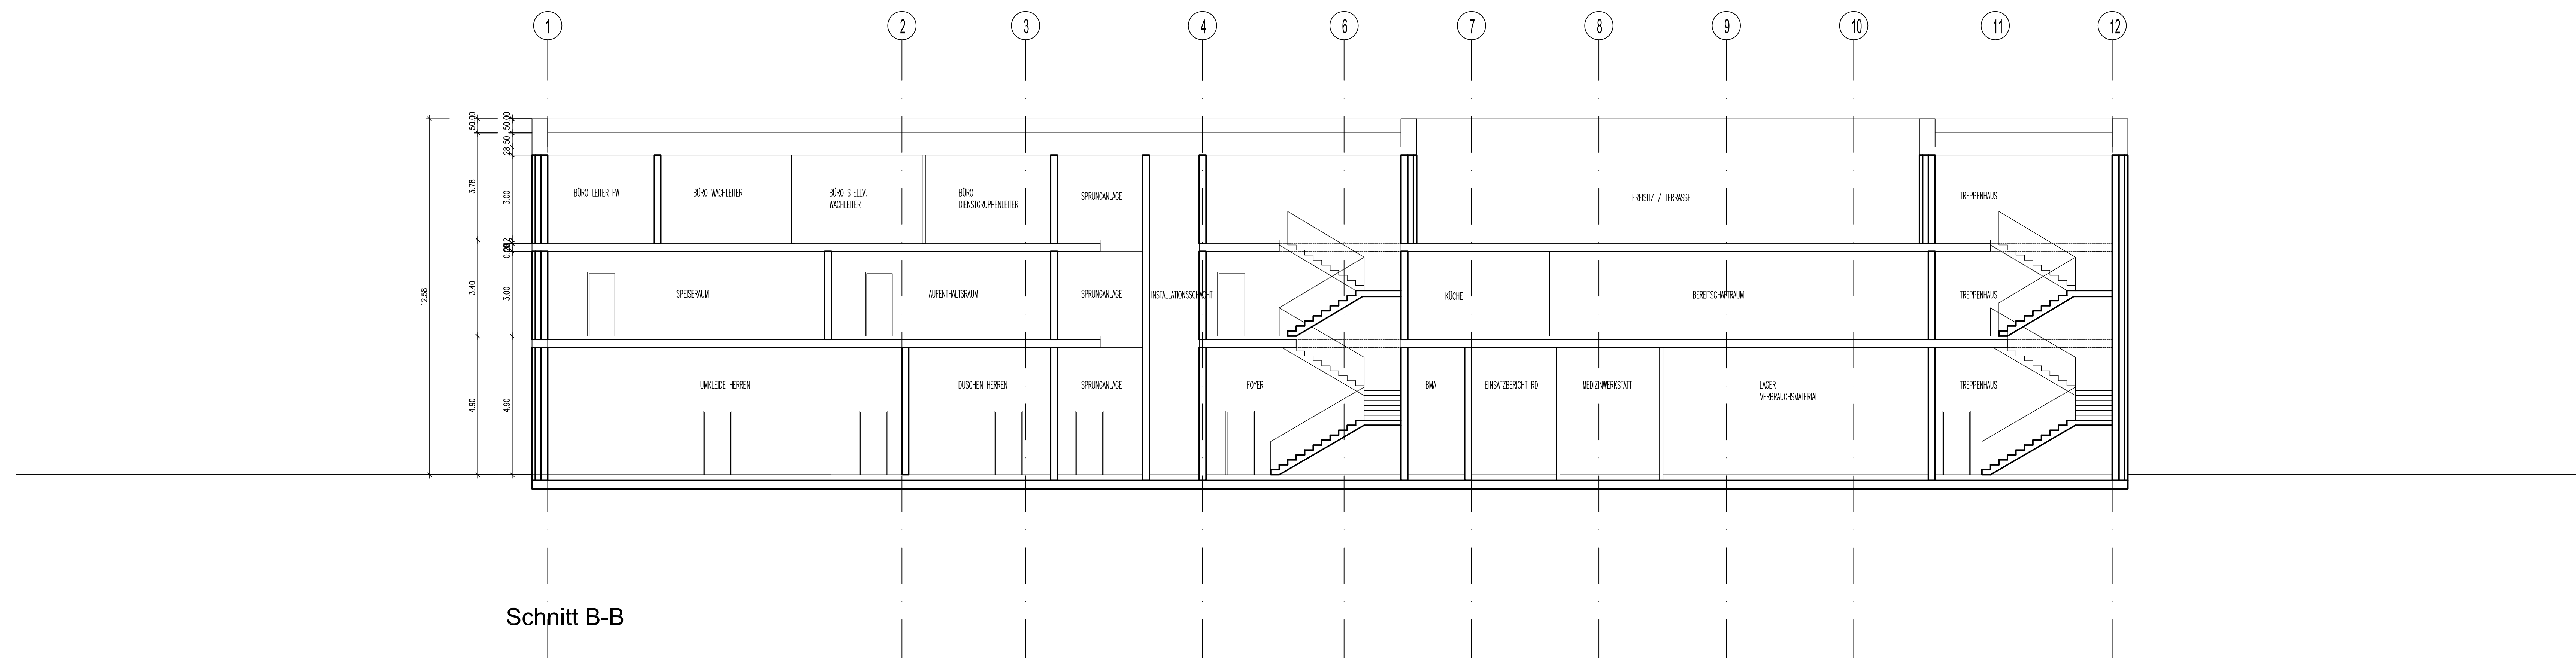 1 2 3 4 6 7 8 9 10 11 12
50.00 50.00
50
28
3.78 3.00
BÜRO LEITER FW
BÜRO WACHLEITER
BÜRO STELLV.
WACHLEITER
BÜRO
DIENSTGRUPPENLEITER
SPRUNGANLAGE
FREISITZ / TERRASSE
TREPPENHAUS
12.58
3.40 3.00
SPEISERAUM
AUFENTHALTSRAUM
SPRUNGANLAGE
INSTALLATIONSSCHACHT
KÜCHE
BEREITSCHAFTRAUM
TREPPENHAUS
4.90 4.90
UMKLEIDE HERREN
DUSCHEN HERREN
SPRUNGANLAGE
FOYER
BMA
EINSATZBERICHT RD
MEDIZINWERKSTATT
LAGER
VERBRAUCHSMATERIAL
TREPPENHAUS
Schnitt B-B